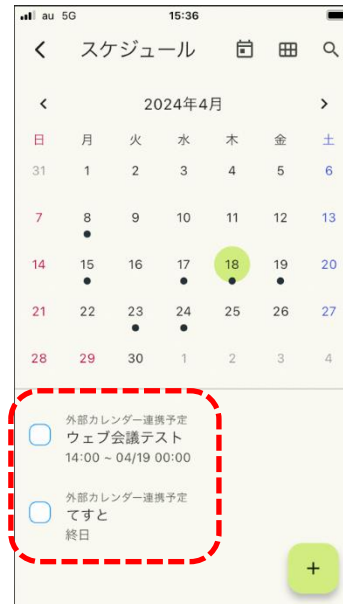 au 5G 15:36
スケジュール
2024年4月
日 月 火 水 木 金 土
31 1 2 3 4 5 6
7 8 9 10 11 12 13
14 15 16 17 18 19 20
21 22 23 24 25 26 27
28 29 30 1 2 3 4
外部カレンダー連携予定
ウェブ会議テスト
14:00 ~ 04/19 00:00
外部カレンダー連携予定
てすと
終日
+